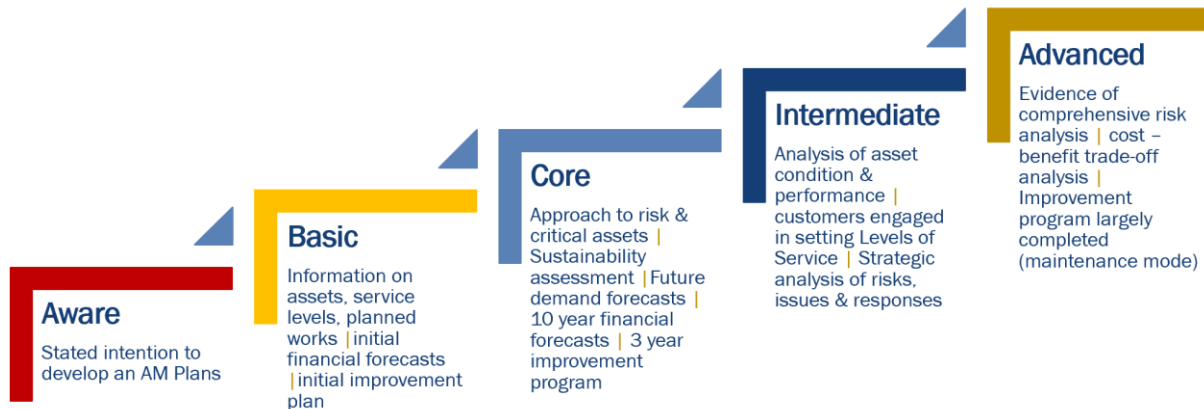 Aware
Stated intention to
develop an AM Plans
Basic
Information on
assets, service
levels, planned
works |initial
financial forecasts
|initial improvement
plan
Core
Approach to risk &
critical assets |
Sustainability
assessment |Future
demand forecasts |
10 year financial
forecasts | 3 year
improvement
program
Intermediate
Analysis of asset
condition &
performance |
customers engaged
in setting Levels of
Service | Strategic
analysis of risks,
issues & responses
Advanced
Evidence of
comprehensive risk
analysis | cost –
benefit trade-off
analysis |
Improvement
program largely
completed
(maintenance mode)